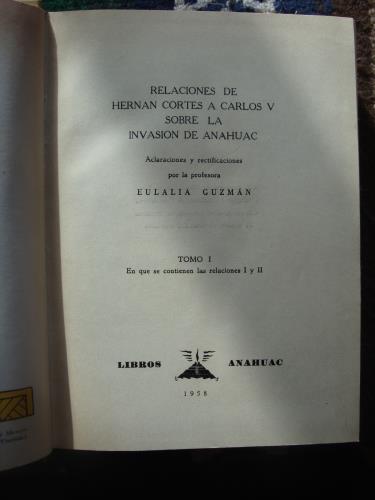 RELACIONES DE
HERNAN CORTES A CARLOS V
SOBRE LA
INVASION DE ANAHUAC
Aclaraciones y rectificaciones
por la profesora
EULALIA GUZMÁN
TOMO I
En que se contienen las relaciones I y II
LIBROS ANAHUAC
1958